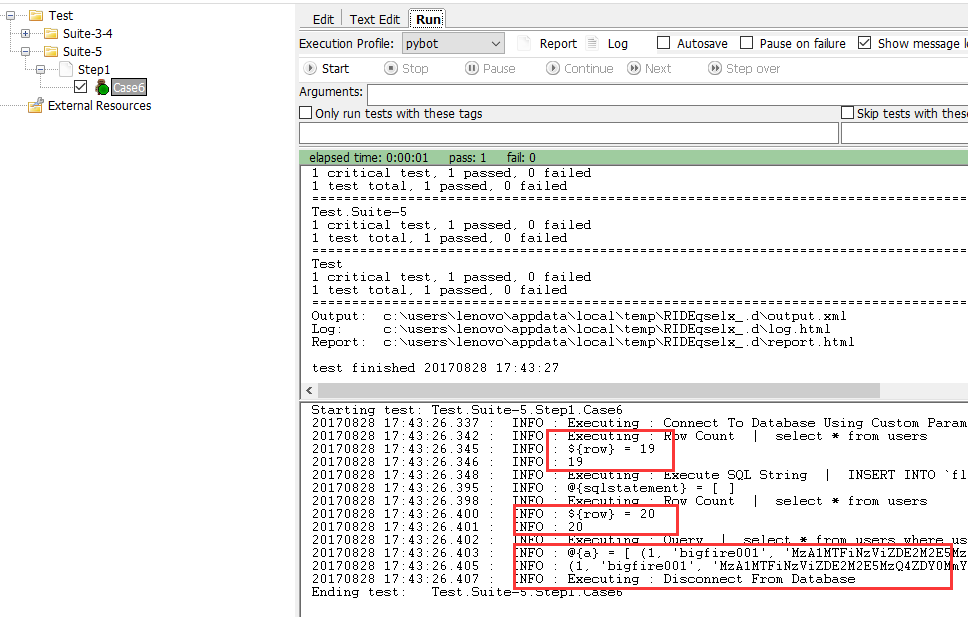 Test
Suite-3-4
Suite-5
Step1
Case6
External Resources
Edit Text Edit Run
Execution Profile: pybot Report Log Autosave Pause on failure Show message
Start Stop Pause Continue Next Step over
Arguments:
Only run tests with these tags Skip tests with these
elapsed time: 0:00:01 pass: 1 fail: 0
1 critical test, 1 passed, 0 failed
1 test total, 1 passed, 0 failed
==============================================================================
Test.Suite-5
1 critical test, 1 passed, 0 failed
1 test total, 1 passed, 0 failed
==============================================================================
Test
1 critical test, 1 passed, 0 failed
1 test total, 1 passed, 0 failed
==============================================================================
Output:  c:\users\lenovo\appdata\local\temp\RIDEqselx_.d\output.xml
Log:     c:\users\lenovo\appdata\local\temp\RIDEqselx_.d\log.html
Report:  c:\users\lenovo\appdata\local\temp\RIDEqselx_.d\report.html
test finished 20170828 17:43:27
Starting test: Test.Suite-5.Step1.Case6
20170828 17:43:26.337 :  INFO : Executing : Connect To Database Using Custom Param
20170828 17:43:26.342 :  INFO : Executing : Row Count  |  select * from users
20170828 17:43:26.345 :  INFO : ${row} = 19
20170828 17:43:26.346 :  INFO : 19
20170828 17:43:26.348 :  INFO : Executing : Execute SQL String  |  INSERT INTO `fl
20170828 17:43:26.395 :  INFO : @{sqlstatement} = [ ]
20170828 17:43:26.398 :  INFO : Executing : Row Count  |  select * from users
20170828 17:43:26.400 :  INFO : ${row} = 20
20170828 17:43:26.401 :  INFO : 20
20170828 17:43:26.402 :  INFO : Executing : Query  |  select * from users where us
20170828 17:43:26.403 :  INFO : @{a} = [ (1, 'bigfire001', 'MzA1MTFiNzViZDE2M2E5Mz
20170828 17:43:26.405 :  INFO : (1, 'bigfire001', 'MzA1MTFiNzViZDE2M2E5MzQ4ZDY0MmY
20170828 17:43:26.407 :  INFO : Executing : Disconnect From Database
Ending test:   Test.Suite-5.Step1.Case6